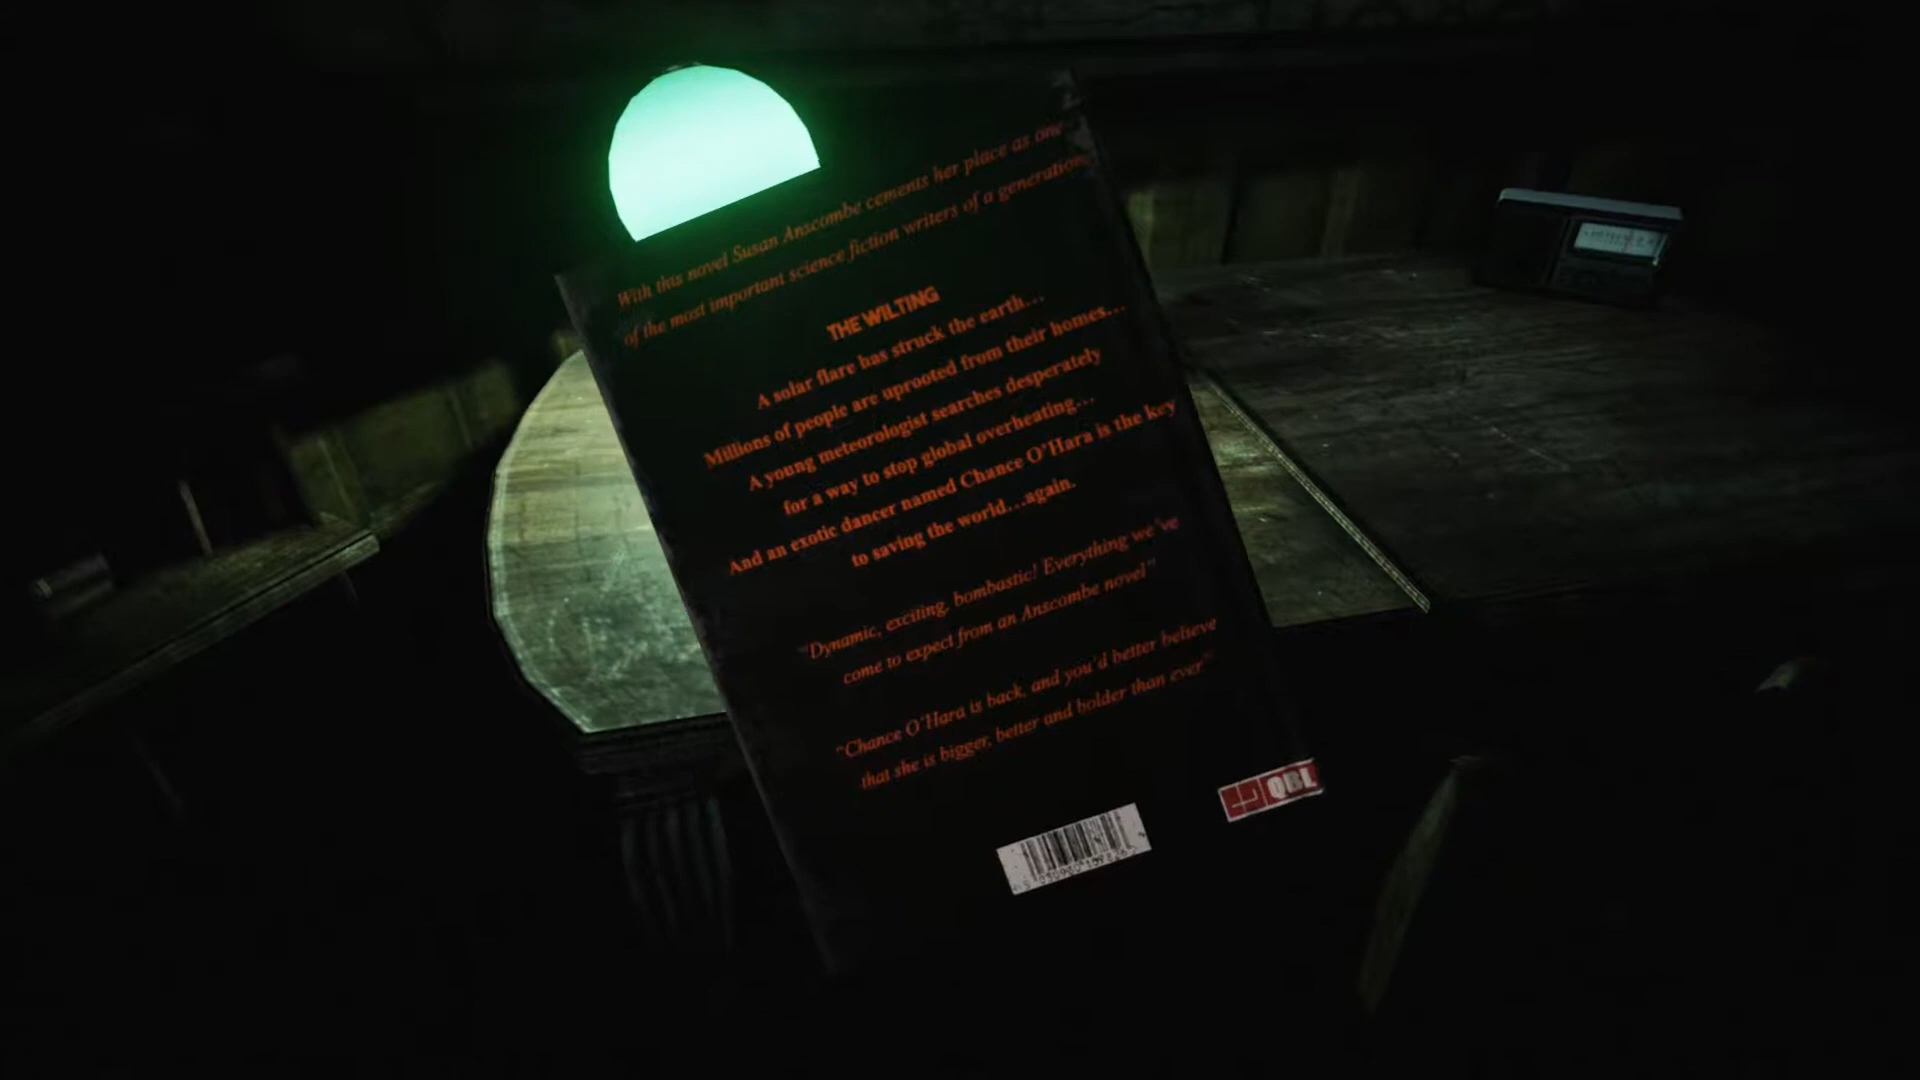 With this novel Susan Anscombe cements her place as one
of the most important science fiction writers of a generation
THE WILTING
A solar flare has struck the earth...
Millions of people are uprooted from their homes...
A young meteorologist searches desperately
for a way to stop global overheating...
And an exotic dancer named Chance O'Hara is the key
to saving the world...again.
"Dynamic, exciting, bombastic! Everything we've
come to expect from an Anscombe novel"
"Chance O'Hara is back, and you'd better believe
that she is bigger, better and bolder than ever"
QBL